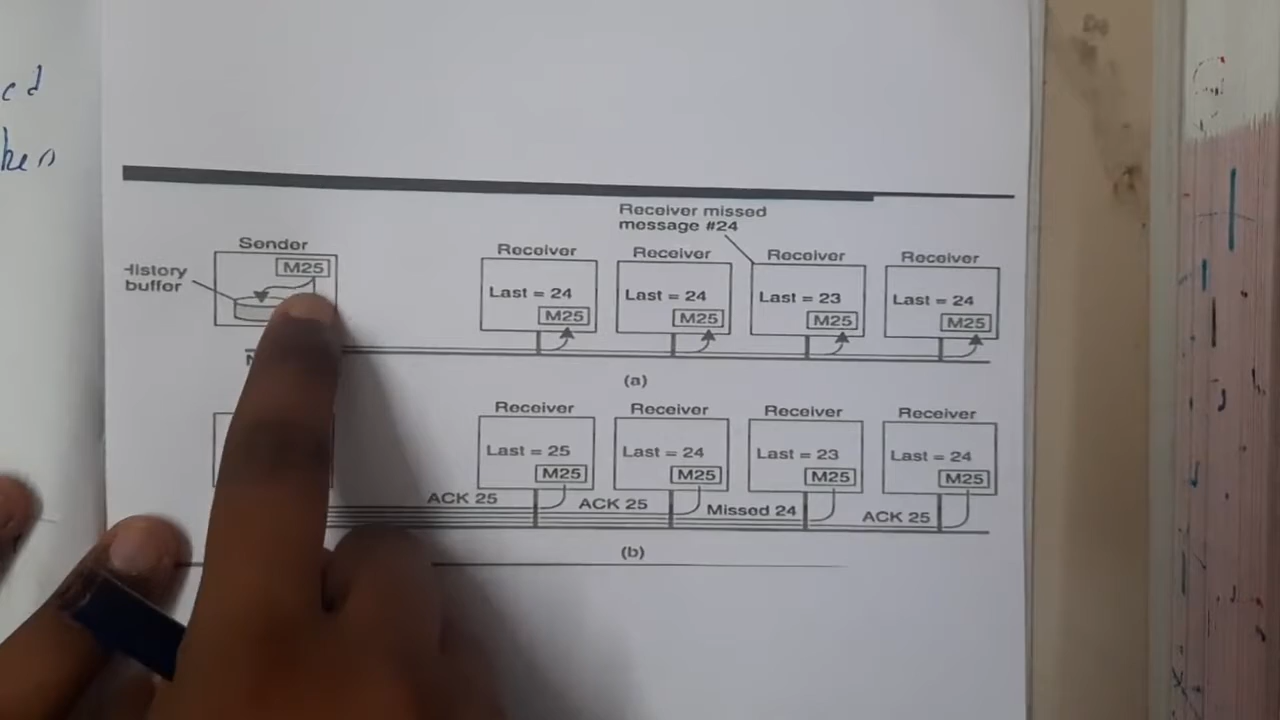 cd
Receiver missed
message #24
Sender
Receiver
Receiver
Receiver
Receiver
History
buffer
M25
Last = 24
M25
Last = 24
M25
Last = 23
M25
Last = 24
M25
(a)
Receiver
Receiver
Receiver
Receiver
Last = 25
M25
Last = 24
M25
Last = 23
M25
Last = 24
M25
ACK 25
ACK 25
Missed 24
ACK 25
(b)